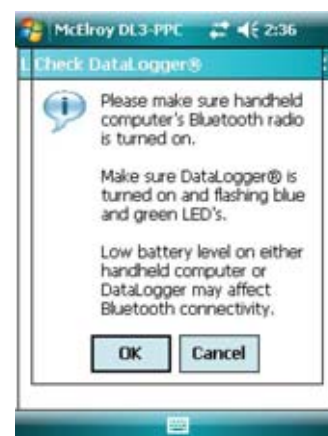 McElroy DL3-PPC 2:36
Check DataLogger®
Please make sure handheld
computer's Bluetooth radio
is turned on.
Make sure DataLogger® is
turned on and flashing blue
and green LED's.
Low battery level on either
handheld computer or
DataLogger may affect
Bluetooth connectivity.
OK Cancel